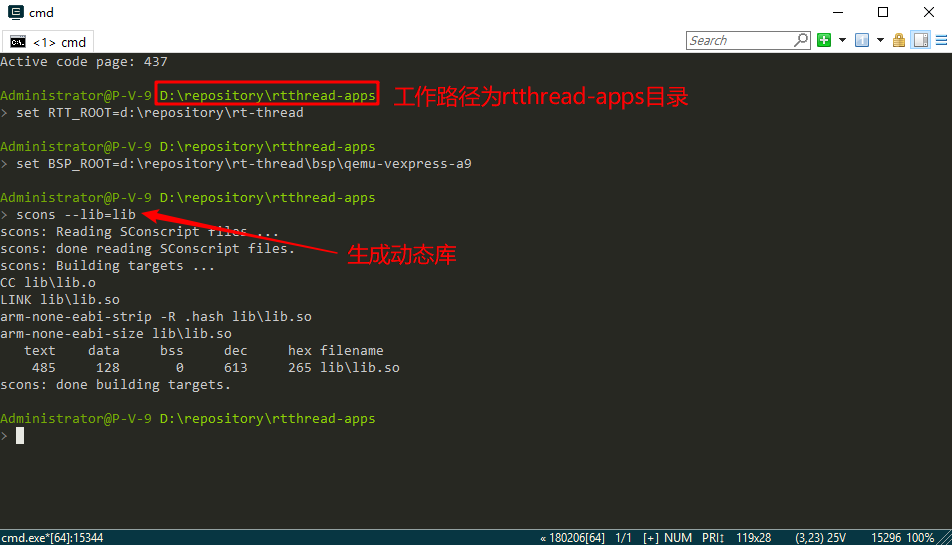 cmd
<1> cmd
Search
Active code page: 437
Administrator@P-V-9 D:\repository\rtthread-apps
工作路径为rtthread-apps目录
> set RTT_ROOT=d:\repository\rt-thread
Administrator@P-V-9 D:\repository\rtthread-apps
> set BSP_ROOT=d:\repository\rt-thread\bsp\qemu-vexpress-a9
Administrator@P-V-9 D:\repository\rtthread-apps
> scons --lib=lib
scons: Reading SConscript files ...
scons: done reading SConscript files.
生成动态库
scons: Building targets ...
CC lib\lib.o
LINK lib\lib.so
arm-none-eabi-strip -R .hash lib\lib.so
arm-none-eabi-size lib\lib.so
text data bss dec hex filename
485 128 0 613 265 lib\lib.so
scons: done building targets.
Administrator@P-V-9 D:\repository\rtthread-apps
>
cmd.exe*[64]:15344 « 180206[64] 1/1 [+] NUM PRI↕ 119x28 (3,23) 25V 15296 100%